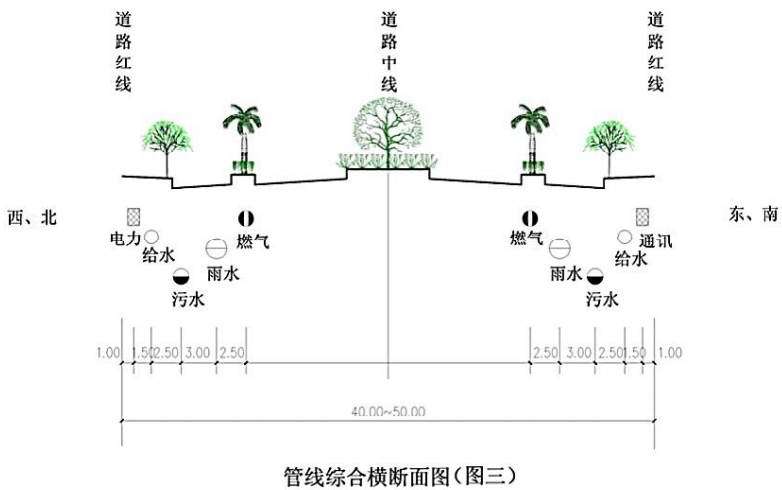 道路红线
道路中线
道路红线
西、北
东、南
电力
给水
污水
雨水
燃气
燃气
雨水
污水
给水
通讯
1.00 1.50 2.50 3.00 2.50
2.50 3.00 2.50 1.50 1.00
40.00~50.00
管线综合横断面图(图三)